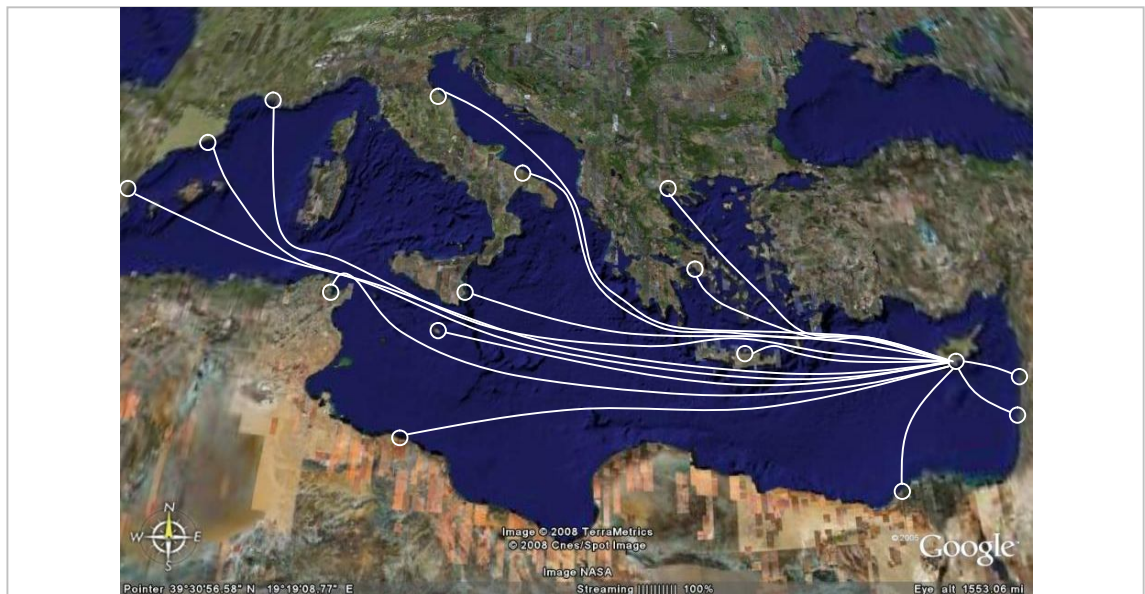 N
W E
S
Image © 2008 TerraMetrics
© 2008 Cnes/Spot Image
Image NASA
©2005 Google
Pointer 39°30'56.58" N 19°19'08.77" E Streaming |||||||||| 100% Eye alt 1553.06 mi